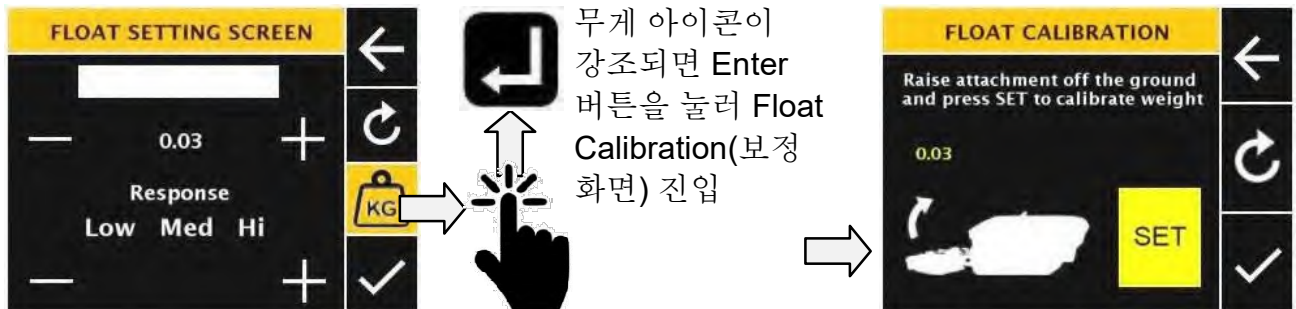 FLOAT SETTING SCREEN
0.03
Response
Low Med Hi
KG
무게 아이콘이
강조되면 Enter
버튼을 눌러 Float
Calibration(보정
화면) 진입
FLOAT CALIBRATION
Raise attachment off the ground
and press SET to calibrate weight
0.03
SET